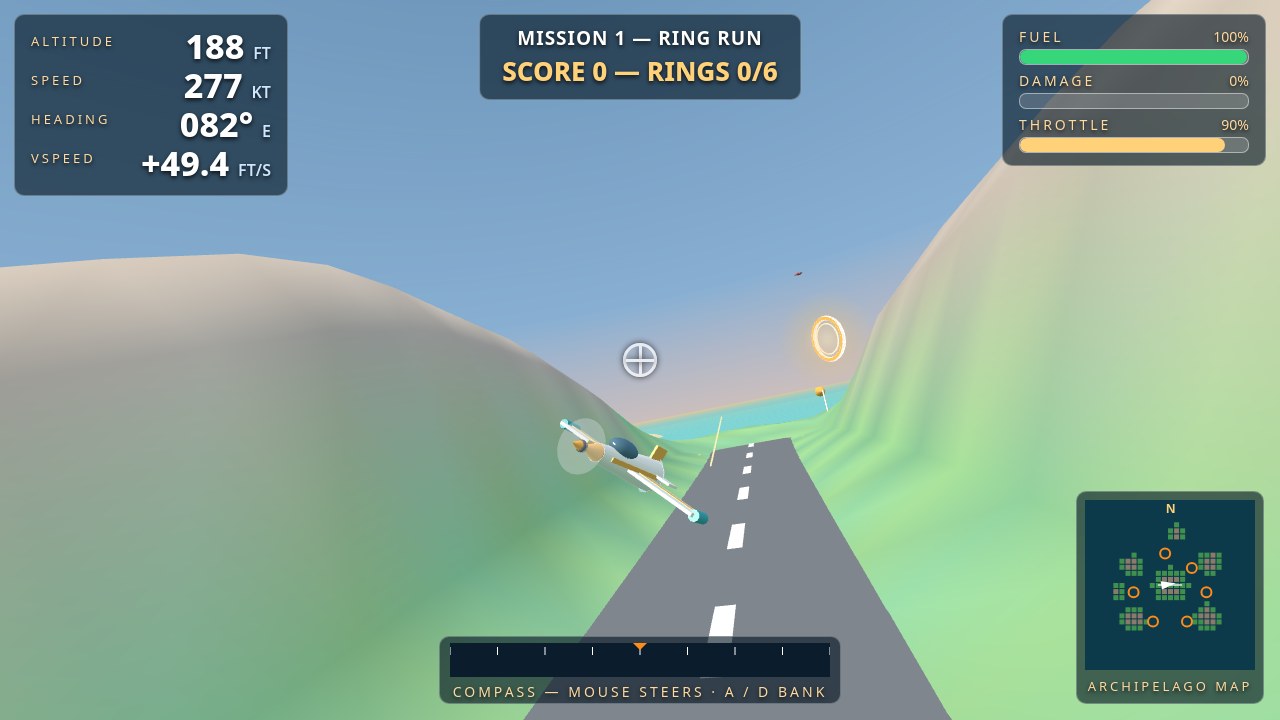 ALTITUDE 188 FT
SPEED 277 KT
HEADING 082° E
VSPEED +49.4 FT/S
MISSION 1 — RING RUN
SCORE 0 — RINGS 0/6
FUEL 100%
DAMAGE 0%
THROTTLE 90%
COMPASS — MOUSE STEERS · A / D BANK
N
ARCHIPELAGO MAP